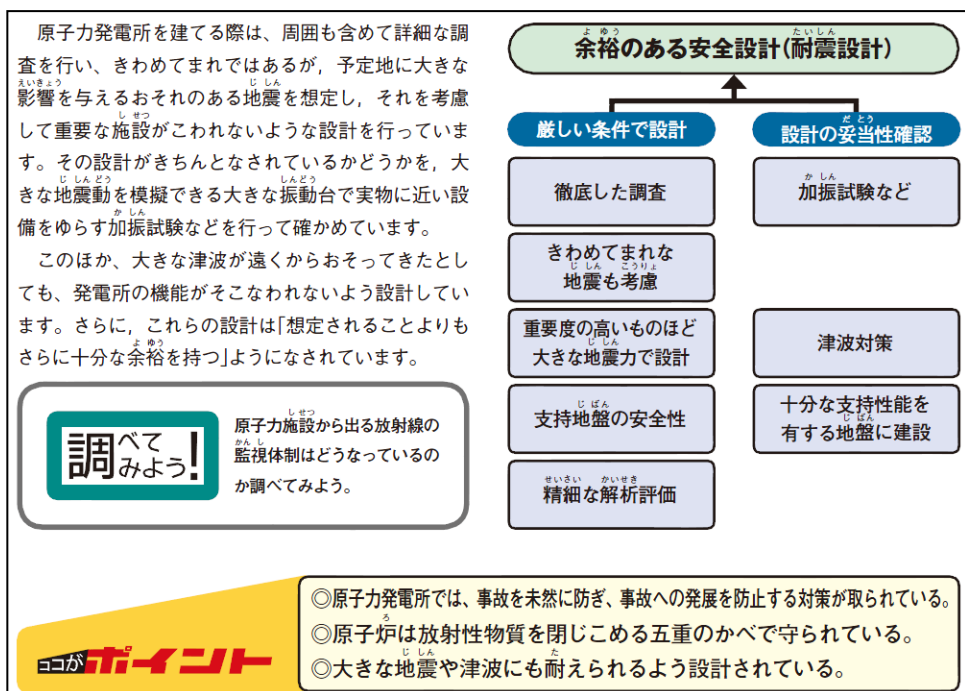 原子力発電所を建てる際は、周囲も含めて詳細な調
査を行い、きわめてまれではあるが，予定地に大きな
影響を与えるおそれのある地震を想定し，それを考慮
して重要な施設がこわれないような設計を行っていま
す。その設計がきちんとなされているかどうかを，大
きな地震動を模擬できる大きな振動台で実物に近い設
備をゆらす加振試験などを行って確かめています。
このほか、大きな津波が遠くからおそってきたとし
ても、発電所の機能がそこなわれないよう設計してい
ます。さらに，これらの設計は「想定されることよりも
さらに十分な余裕を持つ」ようになされています。
調べてみよう!
原子力施設から出る放射線の
監視体制はどうなっているの
か調べてみよう。
余裕のある安全設計(耐震設計)
厳しい条件で設計
徹底した調査
きわめてまれな
地震も考慮
重要度の高いものほど
大きな地震力で設計
支持地盤の安全性
精細な解析評価
設計の妥当性確認
加振試験など
津波対策
十分な支持性能を
有する地盤に建設
ココがポイント
◎原子力発電所では、事故を未然に防ぎ、事故への発展を防止する対策が取られている。
◎原子炉は放射性物質を閉じこめる五重のかべで守られている。
◎大きな地震や津波にも耐えられるよう設計されている。